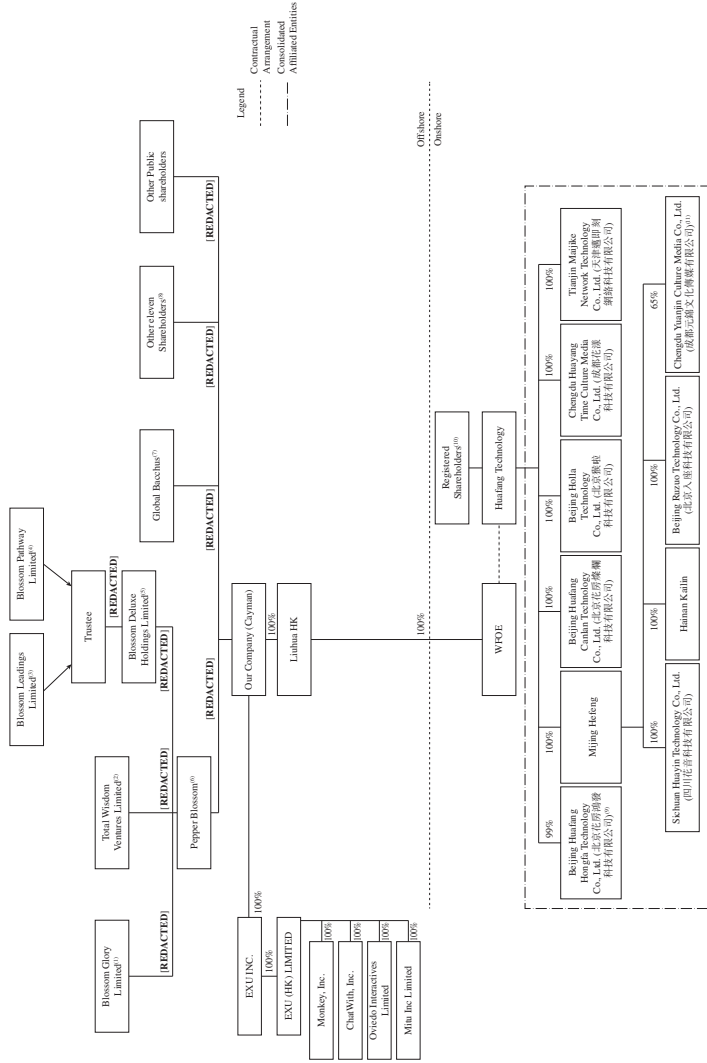 Blossom Leadings
Limited(3)
Blossom Pathway
Limited(4)
Trustee
[REDACTED]
Blossom Glory
Limited(1)
Total Wisdom
Ventures Limited(2)
Blossom Deluxe
Holdings Limited(5)
[REDACTED]
[REDACTED]
[REDACTED]
Pepper Blossom(6)
Global Bacchus(7)
Other eleven
Shareholders(9)
Other Public
shareholders
[REDACTED]
[REDACTED]
[REDACTED]
[REDACTED]
Our Company (Cayman)
100%
Liuhua HK
100%
EXU INC.
100%
EXU (HK) LIMITED
Monkey, Inc.
100%
ChatWith, Inc.
100%
Oviedo Interactives
Limited
100%
Mitu Inc Limited
100%
Legend
Contractual
Arrangement
Consolidated
Affiliated Entities
100%
Offshore
Onshore
Registered
Shareholders(10)
WFOE
Huafang Technology
99%
100%
100%
100%
100%
100%
Beijing Huafang
Hongfa Technology
Co., Ltd. (北京花房鴻發
科技有限公司)(9)
Mijing Hefeng
Beijing Huafang
Canlan Technology
Co., Ltd. (北京花房燦爛
科技有限公司)
Beijing Holla
Technology
Co., Ltd. (北京猴啦
科技有限公司)
Chengdu Huayang
Time Culture Media
Co., Ltd. (成都花漾
科技有限公司)
Tianjin Maijike
Network Technology
Co., Ltd. (天津邁即刻
網絡科技有限公司)
100%
100%
100%
65%
Sichuan Huayin Technology Co., Ltd.
(四川花音科技有限公司)
Hainan Kailin
Beijing Ruzuo Technology Co., Ltd.
(北京入座科技有限公司)
Chengdu Yuanjin Culture Media Co., Ltd.
(成都元錦文化傳媒有限公司)(11)